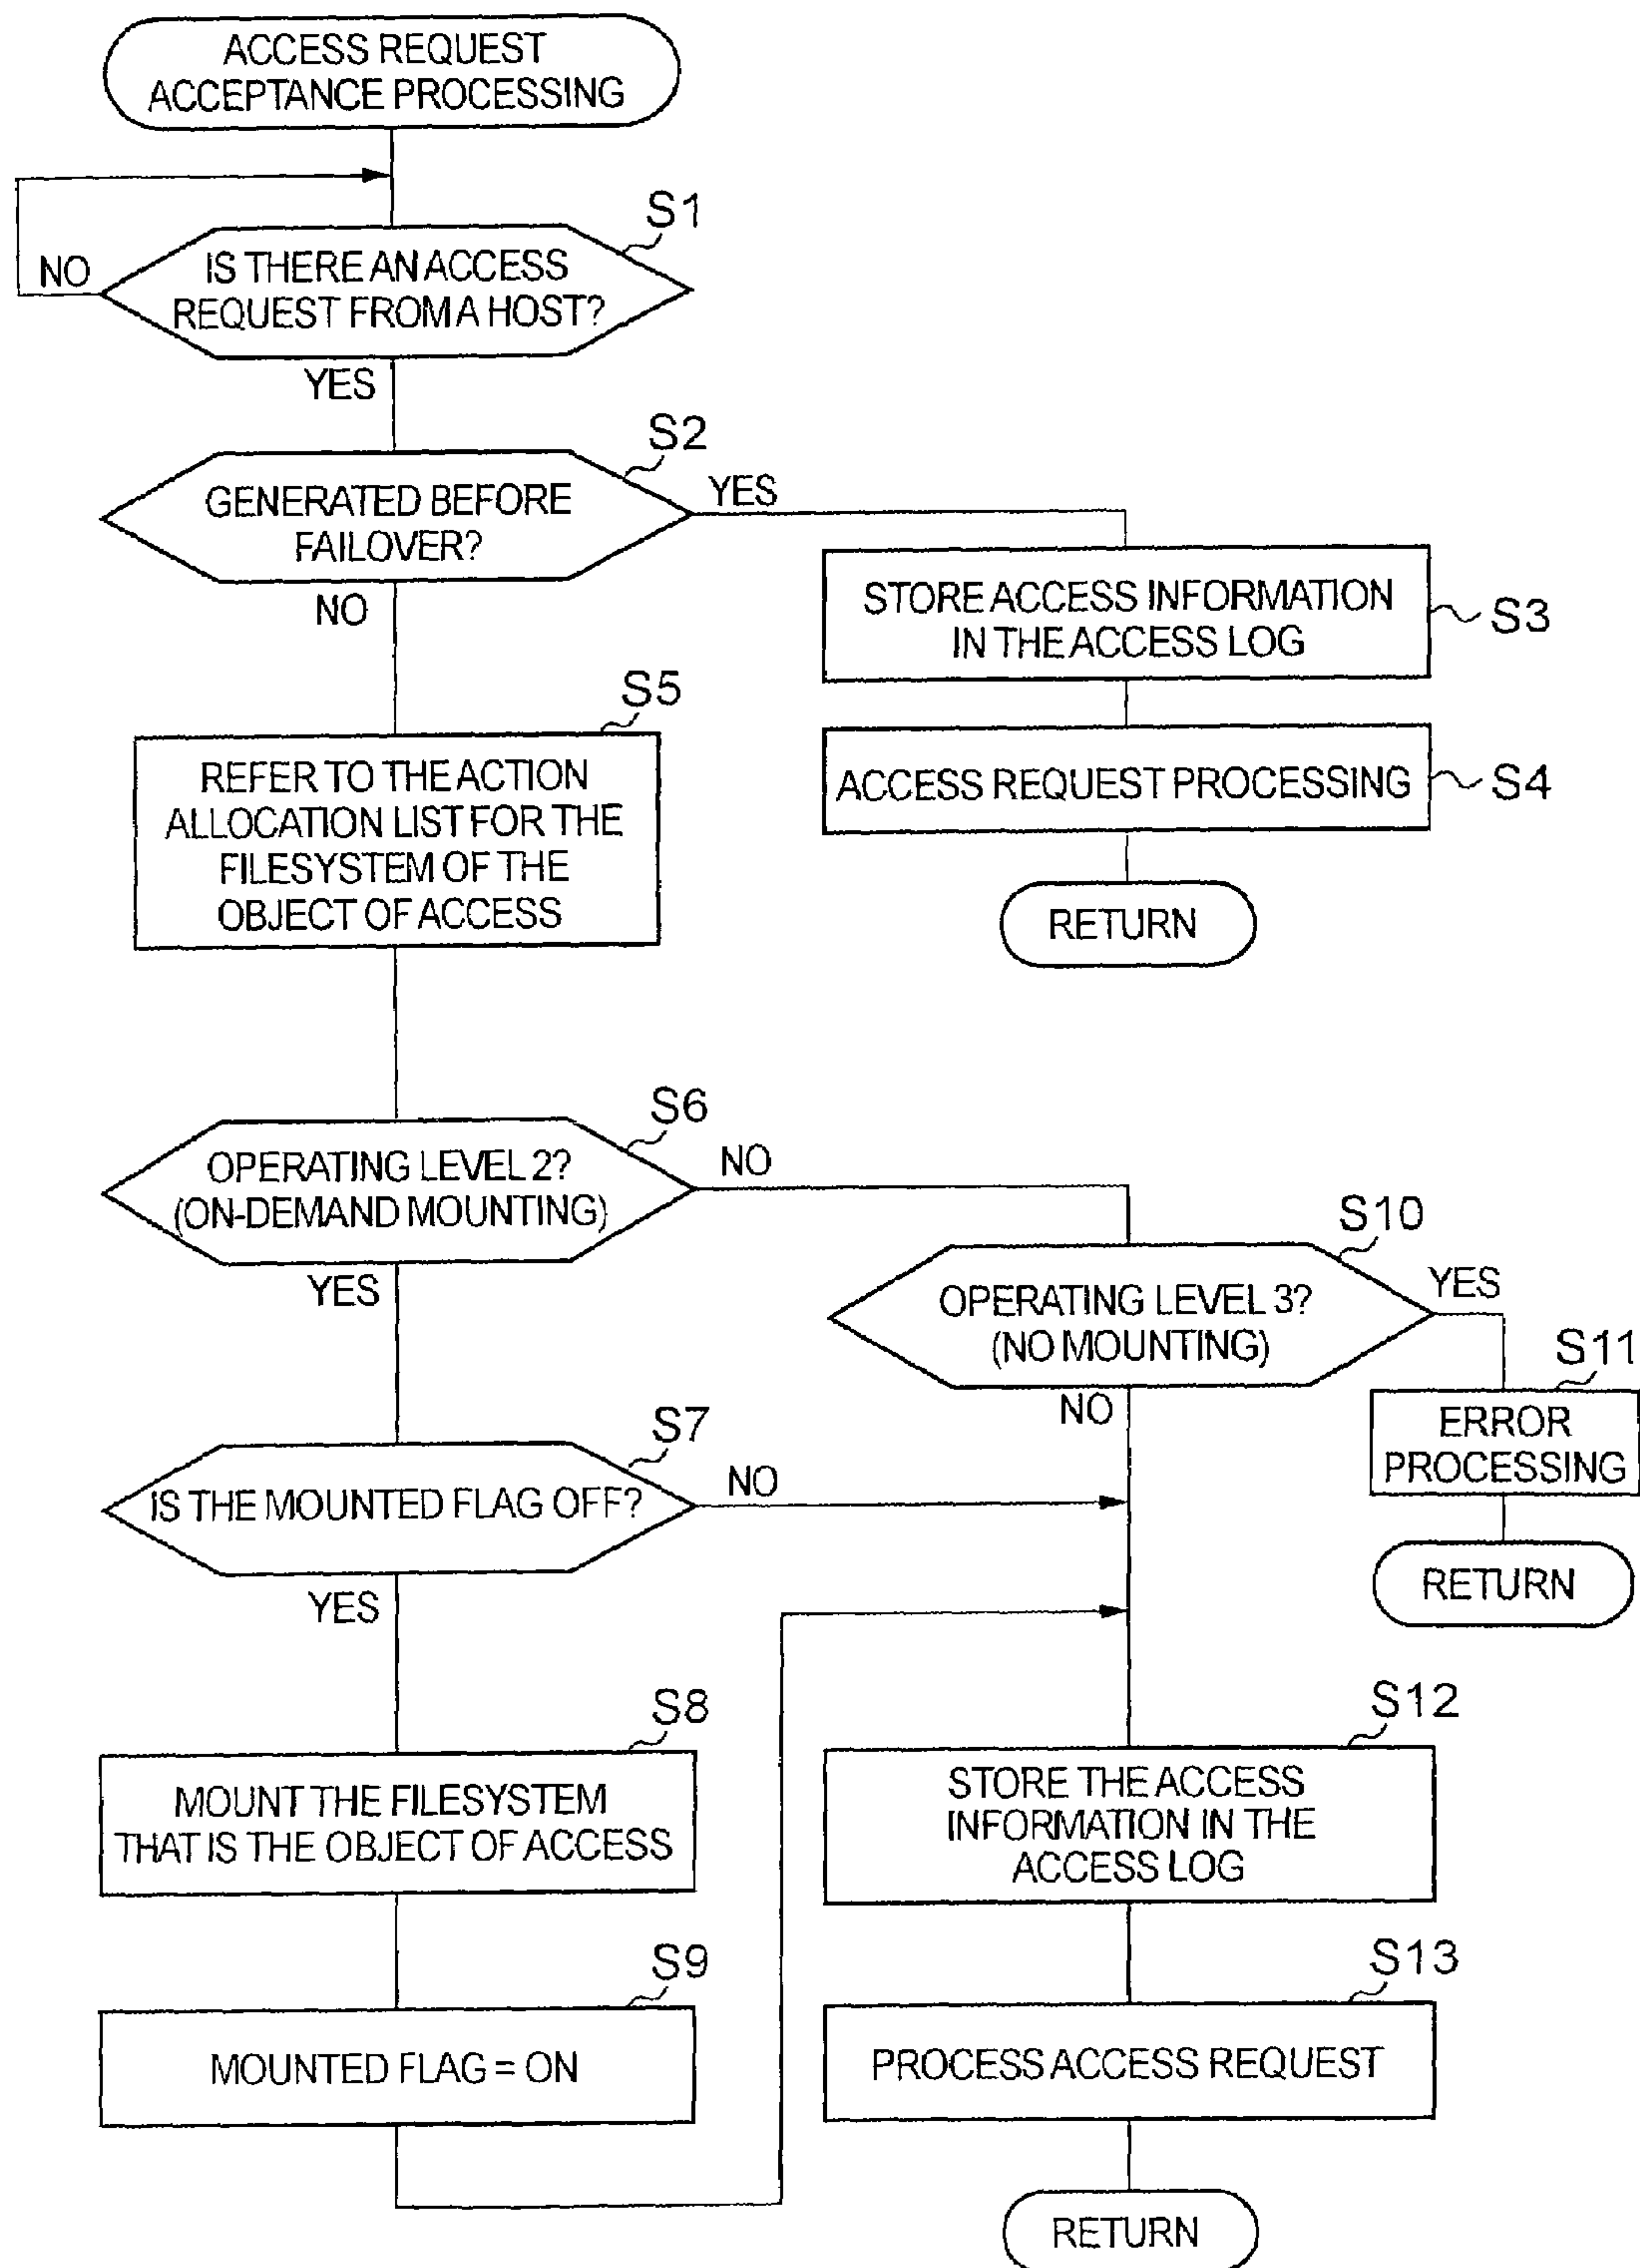 ACCESS REQUEST
ACCEPTANCE PROCESSING
S1
IS THERE AN ACCESS
REQUEST FROM A HOST?
NO
YES
S2
GENERATED BEFORE
FAILOVER?
YES
NO
STORE ACCESS INFORMATION
IN THE ACCESS LOG
S3
ACCESS REQUEST PROCESSING
S4
RETURN
S5
REFER TO THE ACTION
ALLOCATION LIST FOR THE
FILESYSTEM OF THE
OBJECT OF ACCESS
S6
OPERATING LEVEL 2?
(ON-DEMAND MOUNTING)
NO
YES
S10
OPERATING LEVEL 3?
(NO MOUNTING)
YES
NO
S11
ERROR
PROCESSING
RETURN
S7
IS THE MOUNTED FLAG OFF?
NO
YES
S8
MOUNT THE FILESYSTEM
THAT IS THE OBJECT OF ACCESS
S9
MOUNTED FLAG = ON
S12
STORE THE ACCESS
INFORMATION IN THE
ACCESS LOG
S13
PROCESS ACCESS REQUEST
RETURN